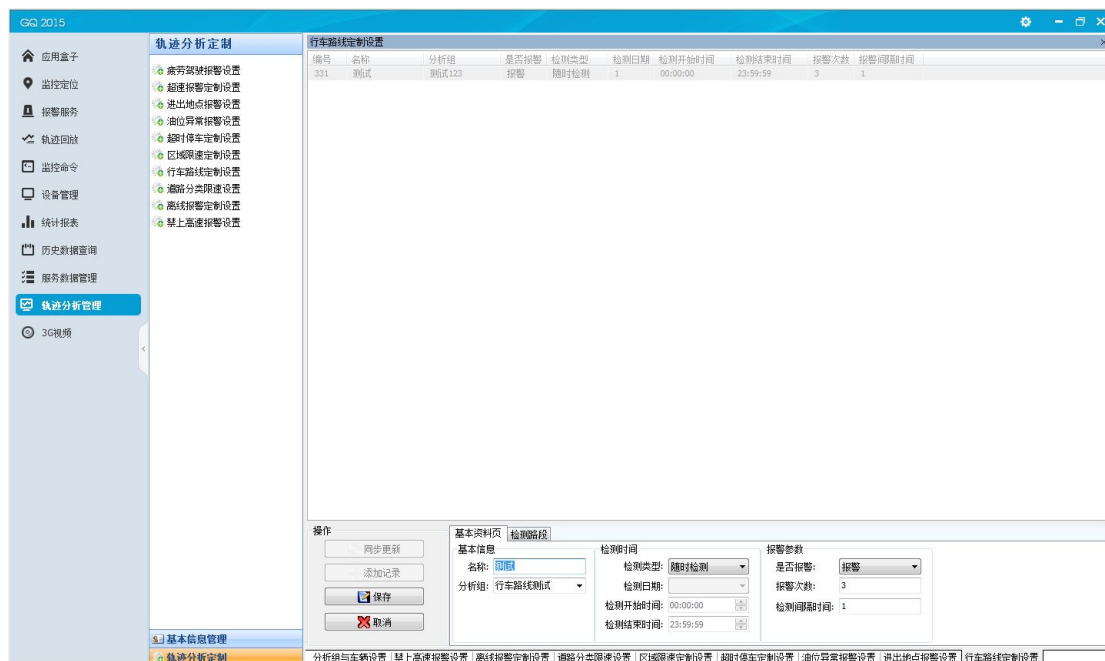 GQ 2015
应用盒子
监控定位
报警服务
轨迹回放
监控命令
设备管理
统计报表
历史数据查询
服务数据管理
轨迹分析管理
3G视频
轨迹分析定制
疲劳驾驶报警设置
超速报警定制设置
进出地点报警设置
油位异常报警设置
超时停车定制设置
区域限速定制设置
行车路线定制设置
道路分类限速设置
离线报警定制设置
禁上高速报警设置
基本信息管理
轨迹分析定制
行车路线定制设置
编号 名称 分析组 是否报警 检测类型 检测日期 检测开始时间 检测结束时间 报警次数 报警间隔时间
331 测试 测试123 报警 随时检测 1 00:00:00 23:59:59 3 1
操作
同步更新
添加记录
保存
取消
基本资料页 检测路段
基本信息
名称: 测试
分析组: 行车路线测试
检测时间
检测类型: 随时检测
检测日期:
检测开始时间: 00:00:00
检测结束时间: 23:59:59
报警参数
是否报警: 报警
报警次数: 3
检测间隔时间: 1
分析组与车辆设置 禁上高速报警设置 离线报警定制设置 道路分类限速设置 区域限速定制设置 超时停车定制设置 油位异常报警设置 进出地点报警设置 行车路线定制设置